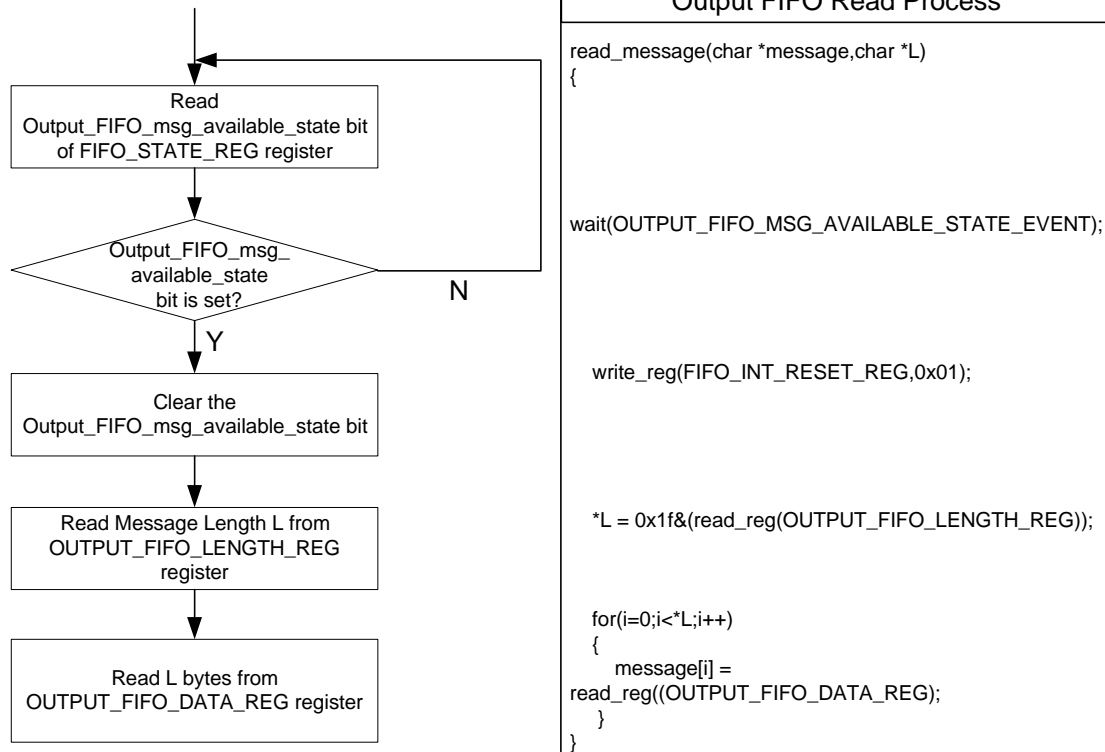 Read
Output_FIFO_msg_available_state bit
of FIFO_STATE_REG register
Output_FIFO_msg_
available_state
bit is set?
N
Y
Clear the
Output_FIFO_msg_available_state bit
Read Message Length L from
OUTPUT_FIFO_LENGTH_REG
register
Read L bytes from
OUTPUT_FIFO_DATA_REG register
Output FIFO Read Process
read_message(char *message,char *L)
{
wait(OUTPUT_FIFO_MSG_AVAILABLE_STATE_EVENT);
write_reg(FIFO_INT_RESET_REG,0x01);
*L = 0x1f&(read_reg(OUTPUT_FIFO_LENGTH_REG));
for(i=0;i<*L;i++)
{
message[i] =
read_reg((OUTPUT_FIFO_DATA_REG);
}
}